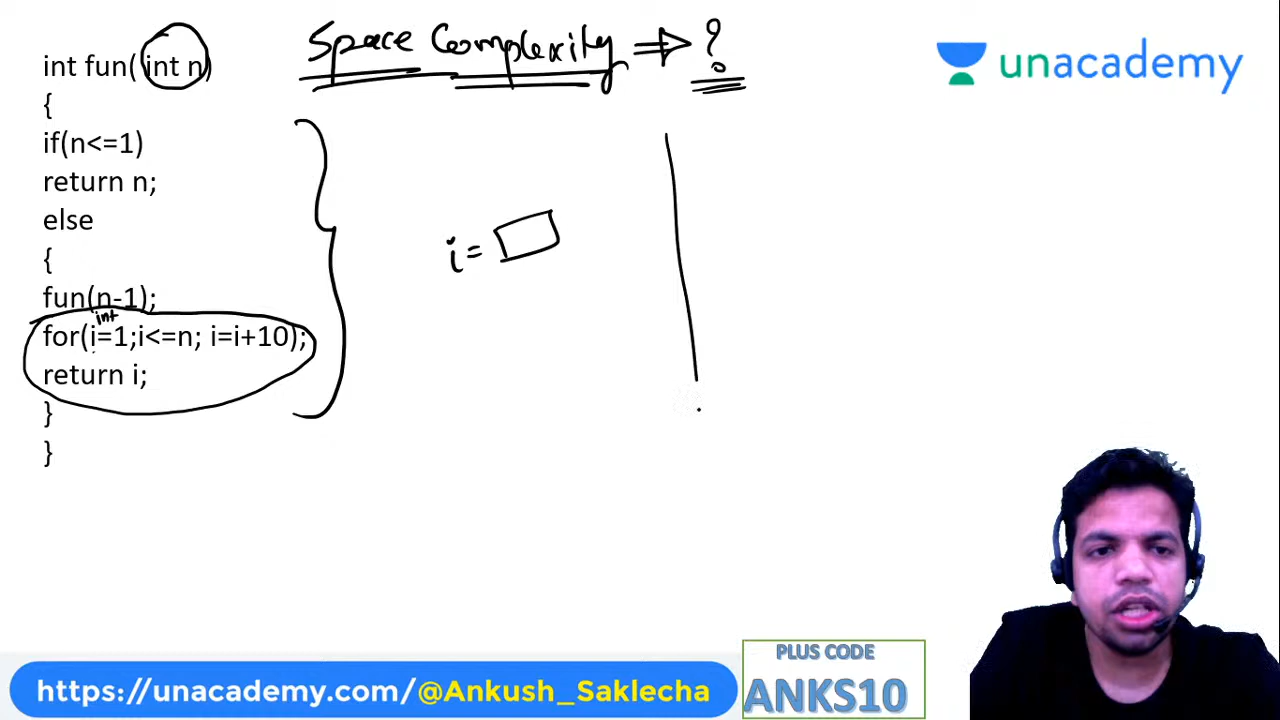 int fun( int n)
Space Complexity ⇒ ?
unacademy
{
if(n<=1)
return n;
else
i =
{
fun(n-1);
int
for(i=1;i<=n; i=i+10);
return i;
}
}
PLUS CODE
https://unacademy.com/@Ankush_Saklecha
ANKS10